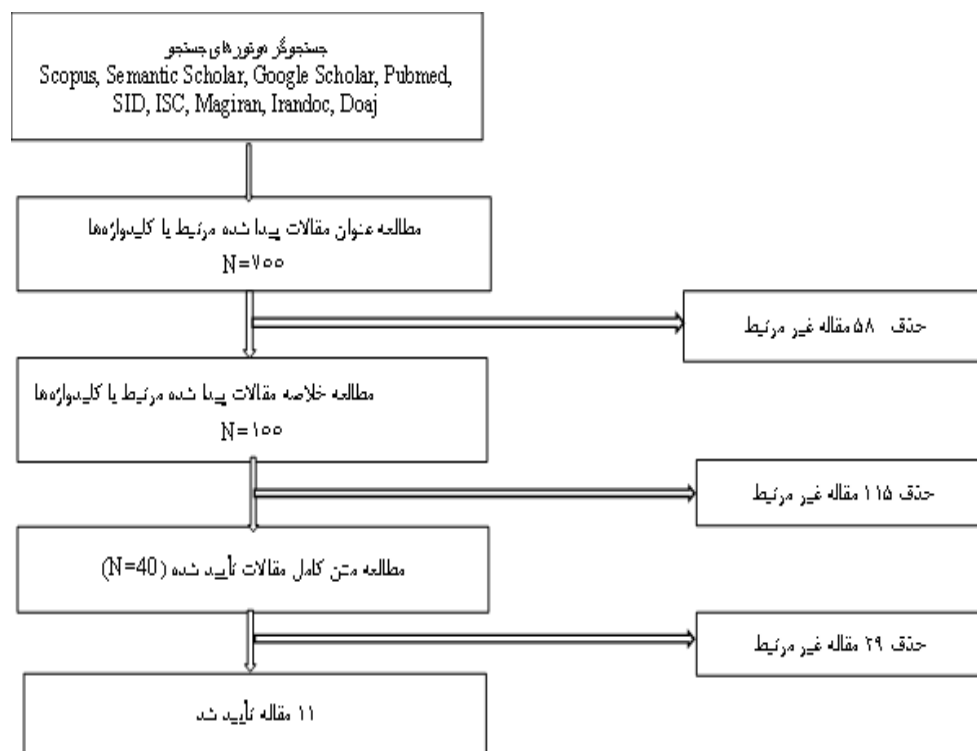 جستجوگر موتورهای جستجو
Scopus, Semantic Scholar, Google Scholar, Pubmed,
SID, ISC, Magiran, Irandoc, Doaj
مطالعه عنوان مقالات پیدا شده مرتبط با کلیدواژه‌ها
N=۷۰۰
حذف ۵۸ مقاله غیر مرتبط
مطالعه خلاصه مقالات پیدا شده مرتبط با کلیدواژه‌ها
N=۱۰۰
حذف ۱۱۵ مقاله غیر مرتبط
مطالعه متن کامل مقالات تأیید شده (N=40)
حذف ۲۹ مقاله غیر مرتبط
۱۱ مقاله تأیید شد